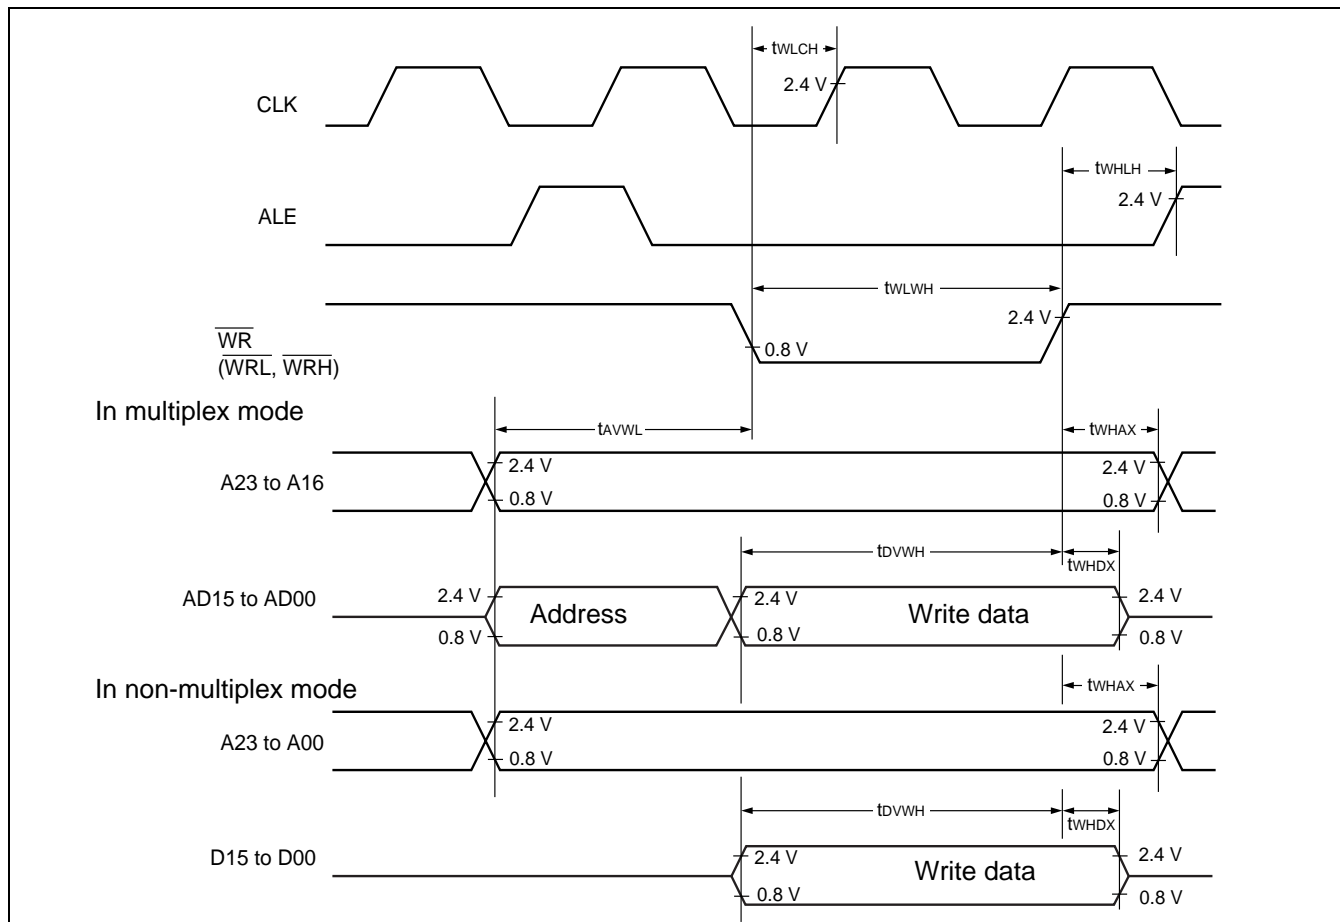 tWLCH
2.4 V
CLK
tWHLH
2.4 V
ALE
tWLWH
2.4 V
0.8 V
WR
(WRL, WRH)
In multiplex mode
tAVWL
tWHAX
2.4 V
2.4 V
A23 to A16
0.8 V
0.8 V
tDVWH
tWHDX
2.4 V
2.4 V
2.4 V
AD15 to AD00
Address
Write data
0.8 V
0.8 V
0.8 V
In non-multiplex mode
tWHAX
2.4 V
2.4 V
A23 to A00
0.8 V
0.8 V
tDVWH
tWHDX
2.4 V
2.4 V
D15 to D00
Write data
0.8 V
0.8 V